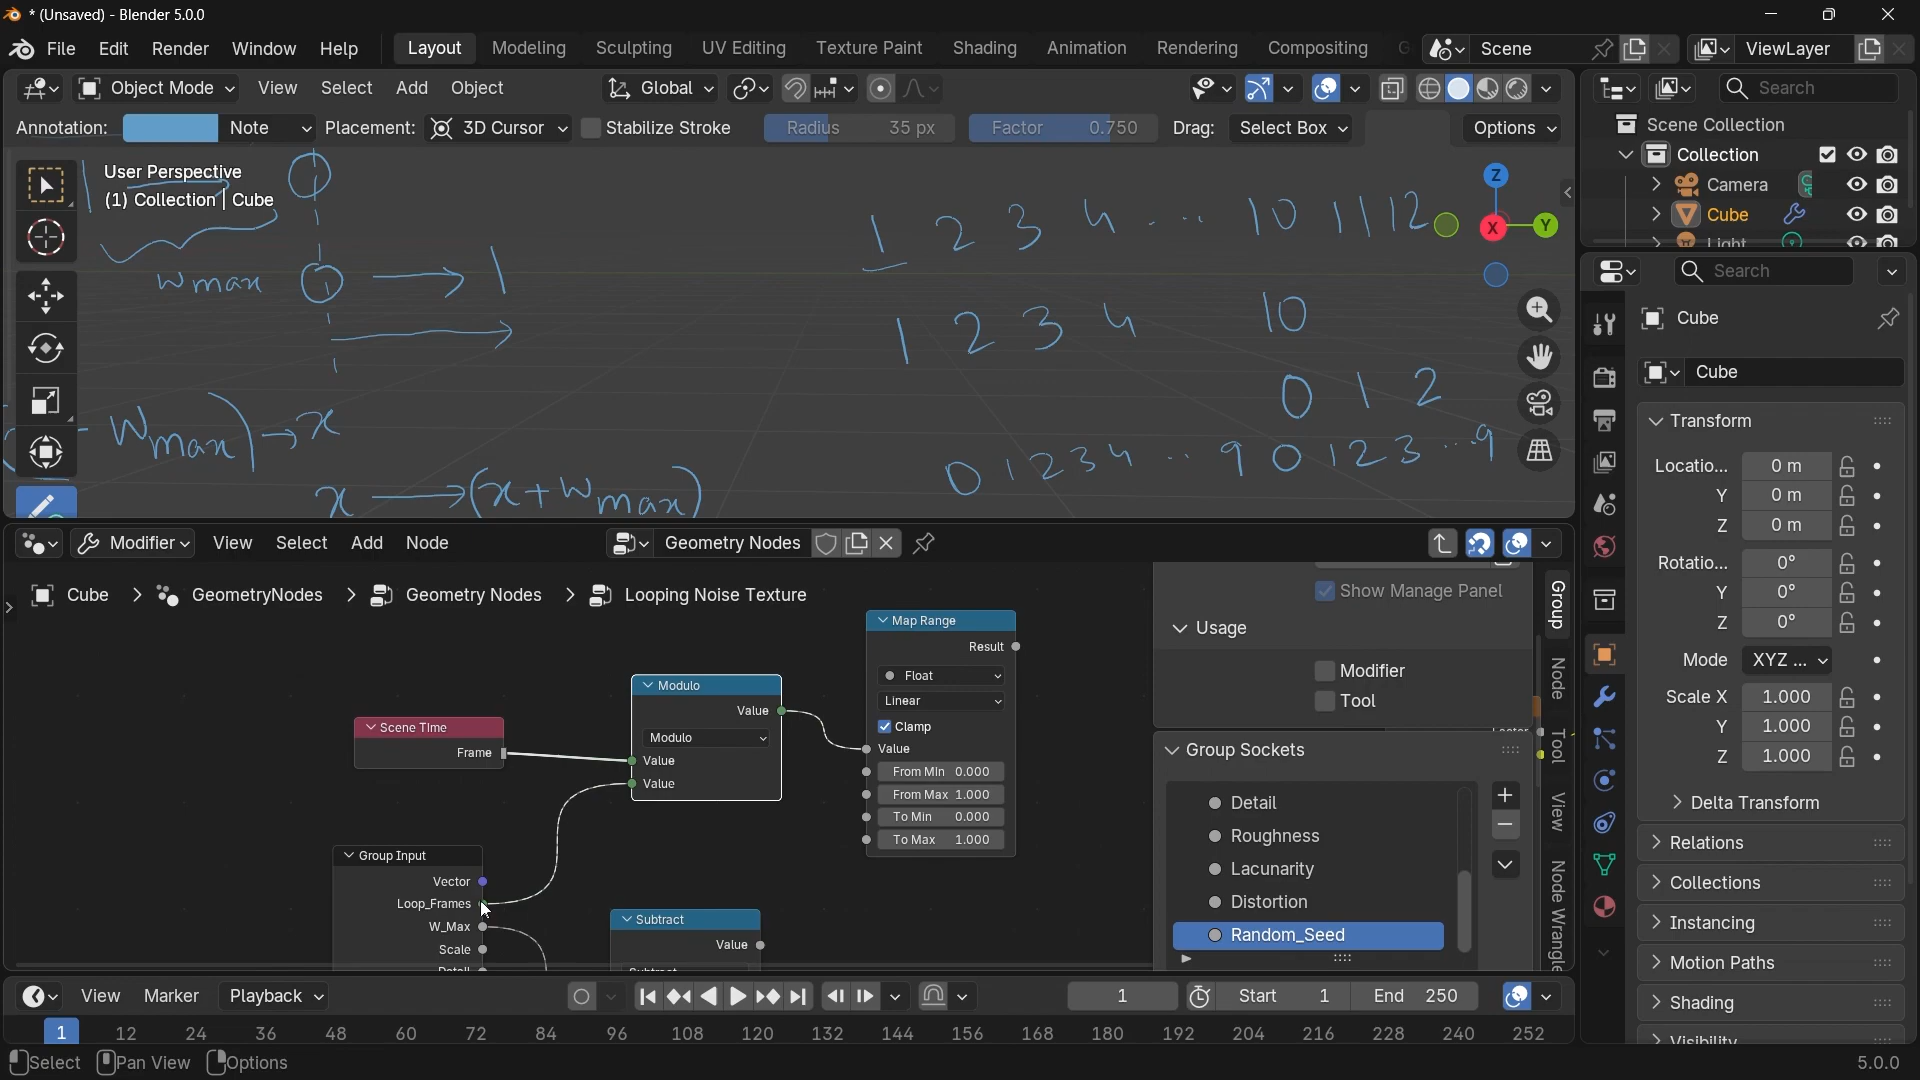 * (Unsaved) - Blender 5.0.0
File Edit Render Window Help Layout Modeling Sculpting UV Editing Texture Paint Shading Animation Rendering Compositing Scene ViewLayer
Object Mode View Select Add Object Global Search
Annotation: Note Placement: 3D Cursor Stabilize Stroke Radius 35 px Factor 0.750 Drag: Select Box Options
User Perspective
(1) Collection | Cube
Z
Y
X
1 2 3 4 ... 10 11 12
1 2 3 4 10
0 1 2
0 1 2 3 4 .. 9 0 1 2 3 .. 9
wmax → 1
- Wmax) → x
x → (x + Wmax)
Scene Collection
Collection
Camera
Cube
Light
Search
Cube
Cube
Transform
Locatio... 0 m
Y 0 m
Z 0 m
Rotatio... 0°
Y 0°
Z 0°
Mode XYZ ...
Scale X 1.000
Y 1.000
Z 1.000
Delta Transform
Relations
Collections
Instancing
Motion Paths
Shading
Visibility
Modifier View Select Add Node Geometry Nodes
Cube > GeometryNodes > Geometry Nodes > Looping Noise Texture
Scene TIme
Frame
Modulo
Value
Modulo
Value
Value
Map Range
Result
Float
Linear
Clamp
Value
From Min 0.000
From Max 1.000
To Min 0.000
To Max 1.000
Group Input
Vector
Loop_Frames
W_Max
Scale
Detail
Subtract
Value
Subtract
Show Manage Panel
Usage
Modifier
Tool
Group Sockets
Detail
Roughness
Lacunarity
Distortion
Random_Seed
Group
Node
Tool
View
Node Wrangle
View Marker Playback 1 Start 1 End 250
1 12 24 36 48 60 72 84 96 108 120 132 144 156 168 180 192 204 216 228 240 252
Select Pan View Options 5.0.0